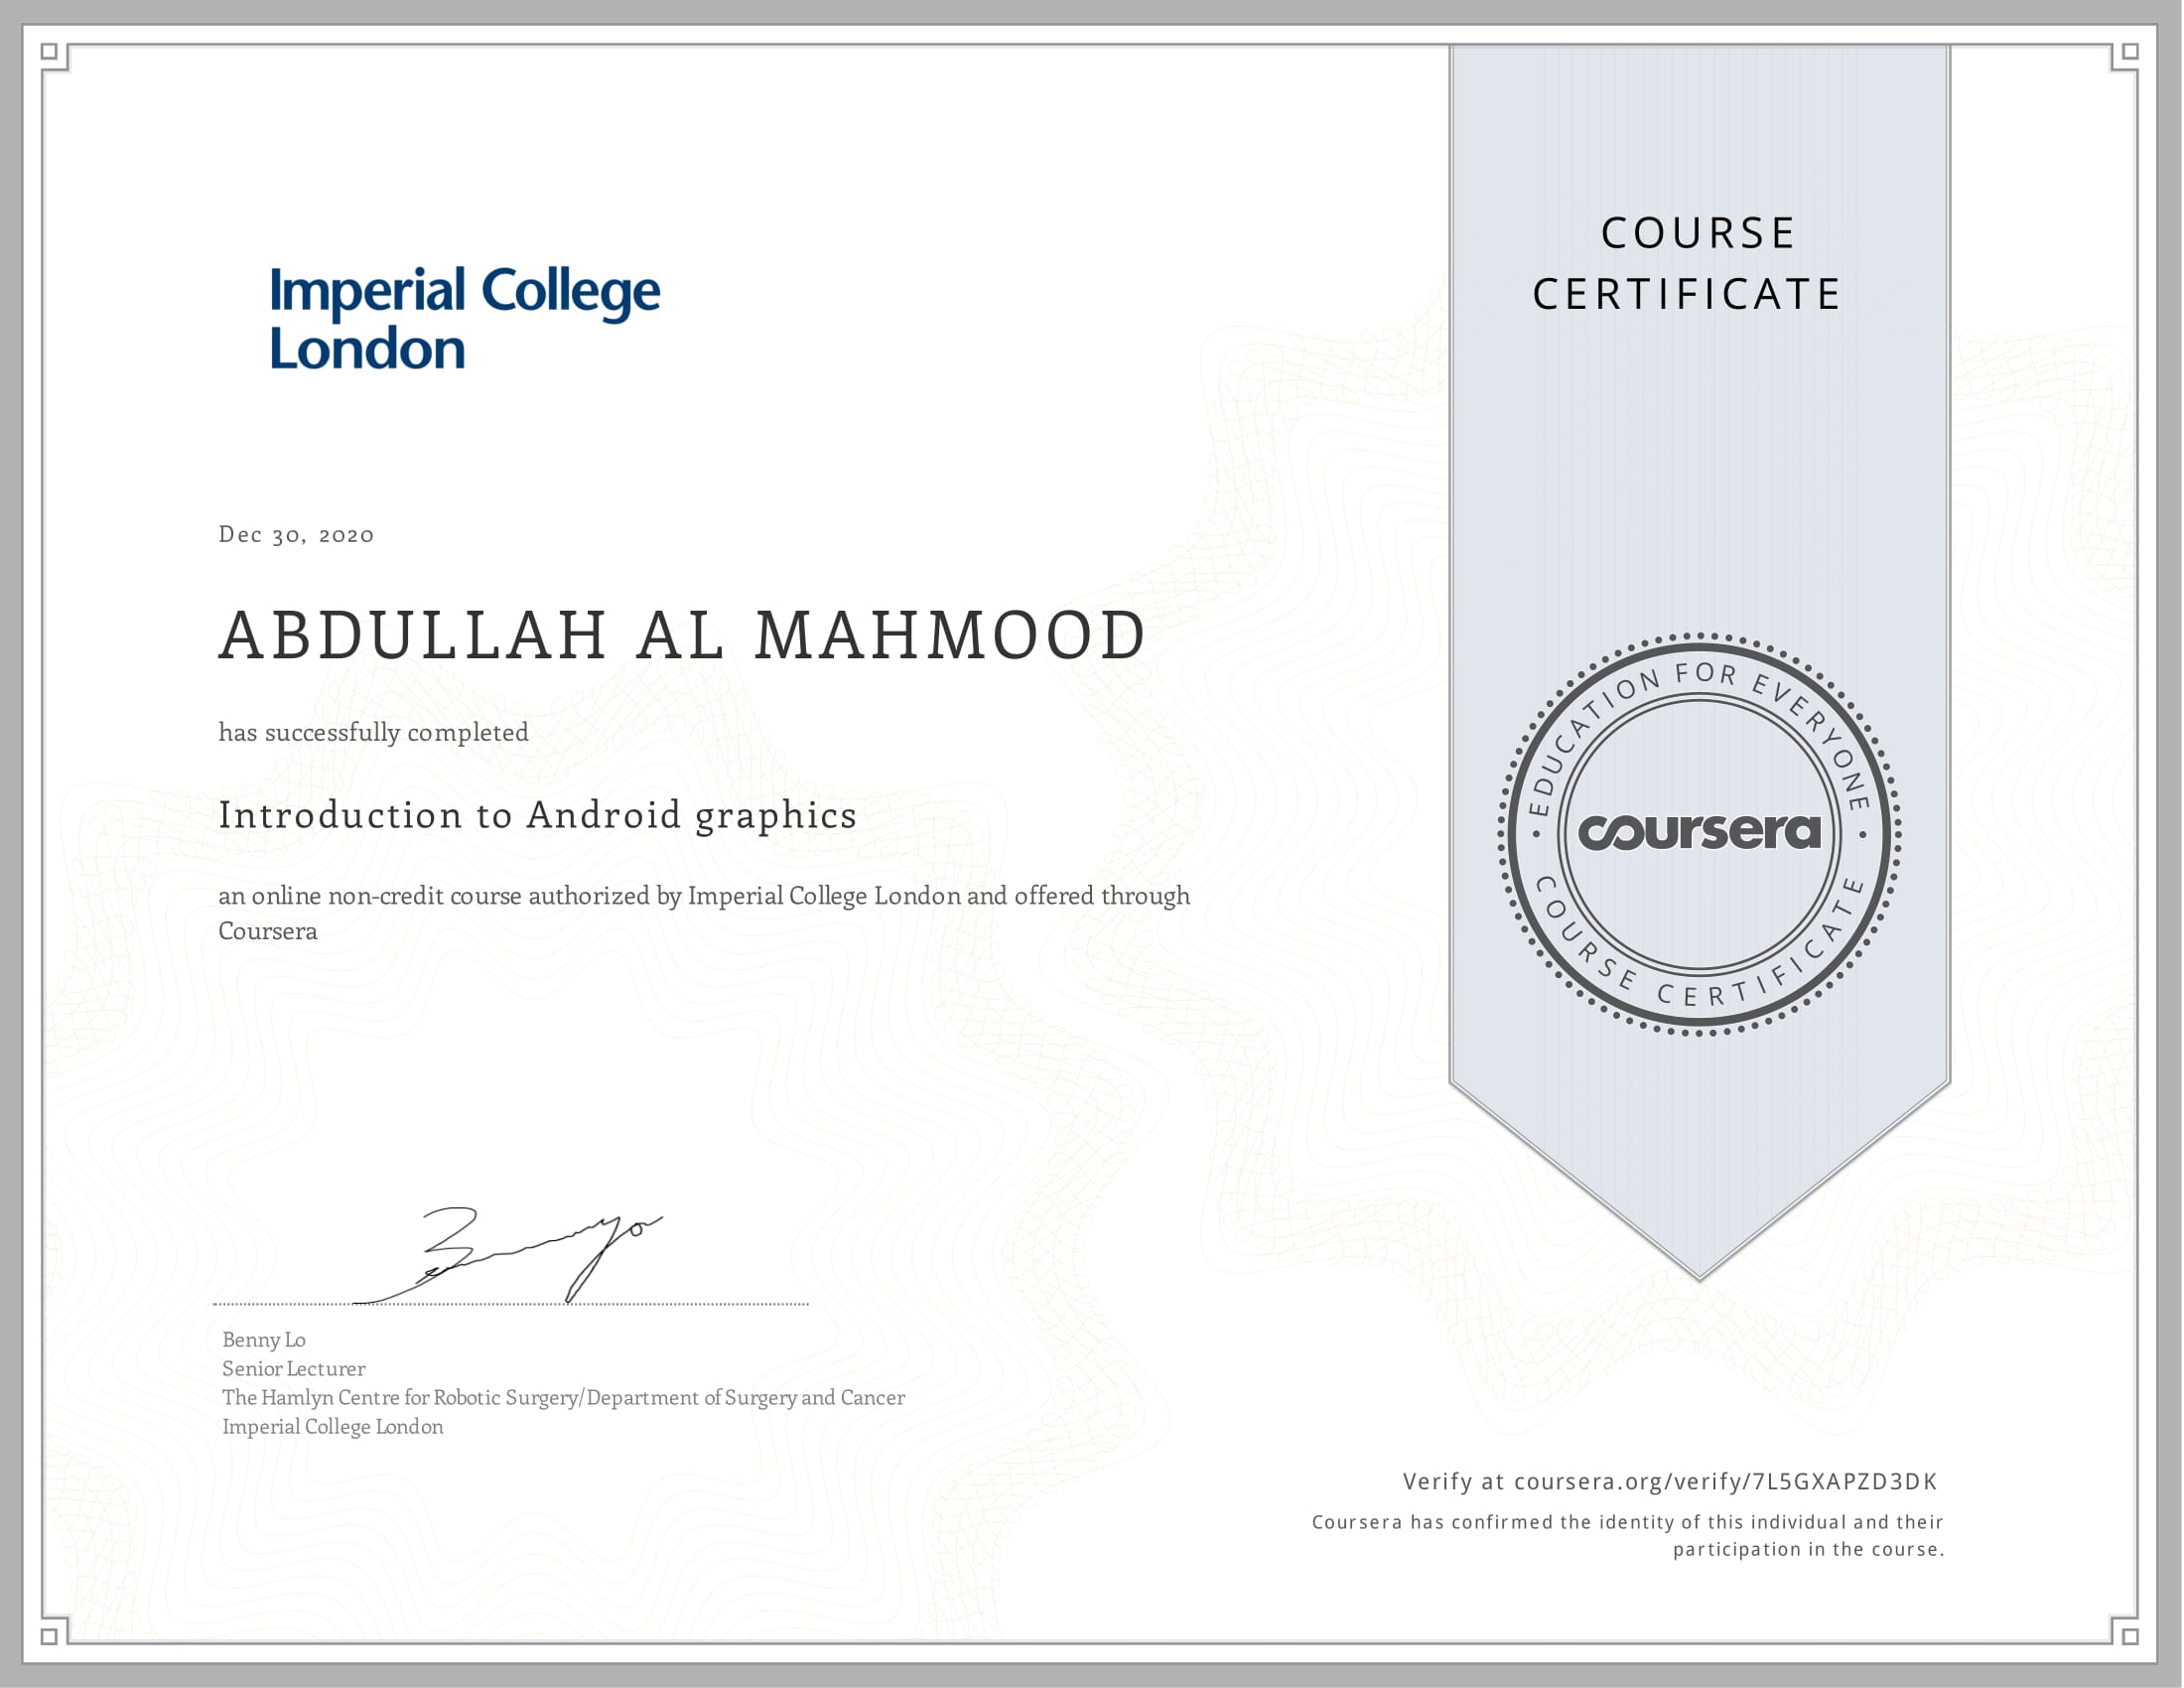 Imperial College
London
COURSE
CERTIFICATE
Dec 30, 2020
ABDULLAH AL MAHMOOD
has successfully completed
Introduction to Android graphics
an online non-credit course authorized by Imperial College London and offered through
Coursera
EDUCATION FOR EVERYONE
coursera
COURSE CERTIFICATE
Benny Lo
Senior Lecturer
The Hamlyn Centre for Robotic Surgery/Department of Surgery and Cancer
Imperial College London
Verify at coursera.org/verify/7L5GXAPZD3DK
Coursera has confirmed the identity of this individual and their
participation in the course.